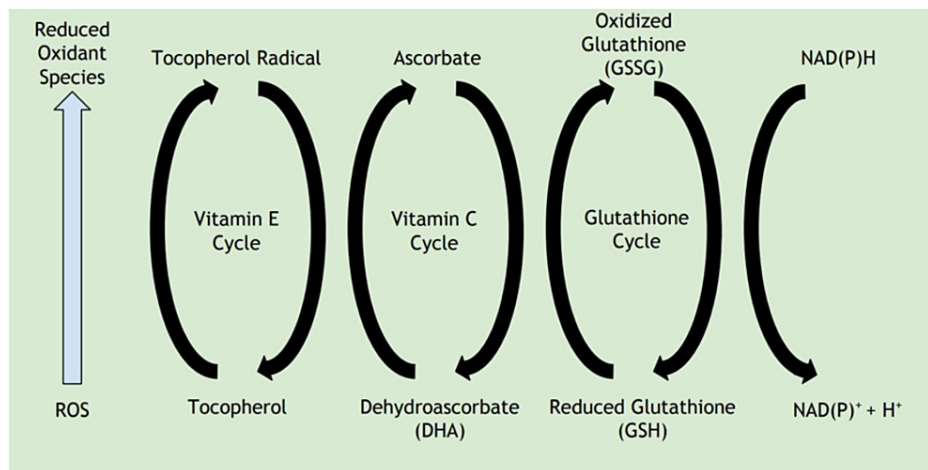 Reduced
Oxidant
Species
Tocopherol Radical
Ascorbate
Oxidized
Glutathione
(GSSG)
NAD(P)H
Vitamin E
Cycle
Vitamin C
Cycle
Glutathione
Cycle
ROS
Tocopherol
Dehydroascorbate
(DHA)
Reduced Glutathione
(GSH)
NAD(P)⁺ + H⁺